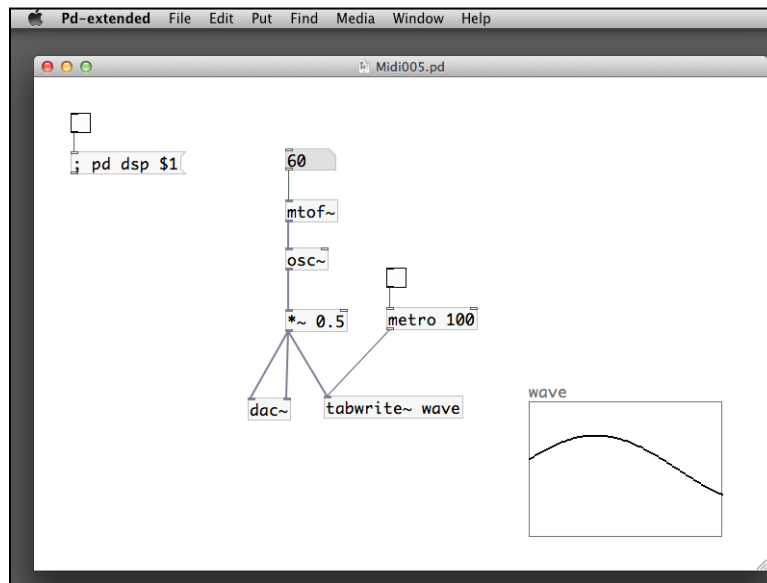 Pd-extended File Edit Put Find Media Window Help
Midi005.pd
; pd dsp $1
60
mtof~
osc~
*~ 0.5
metro 100
dac~
tabwrite~ wave
wave